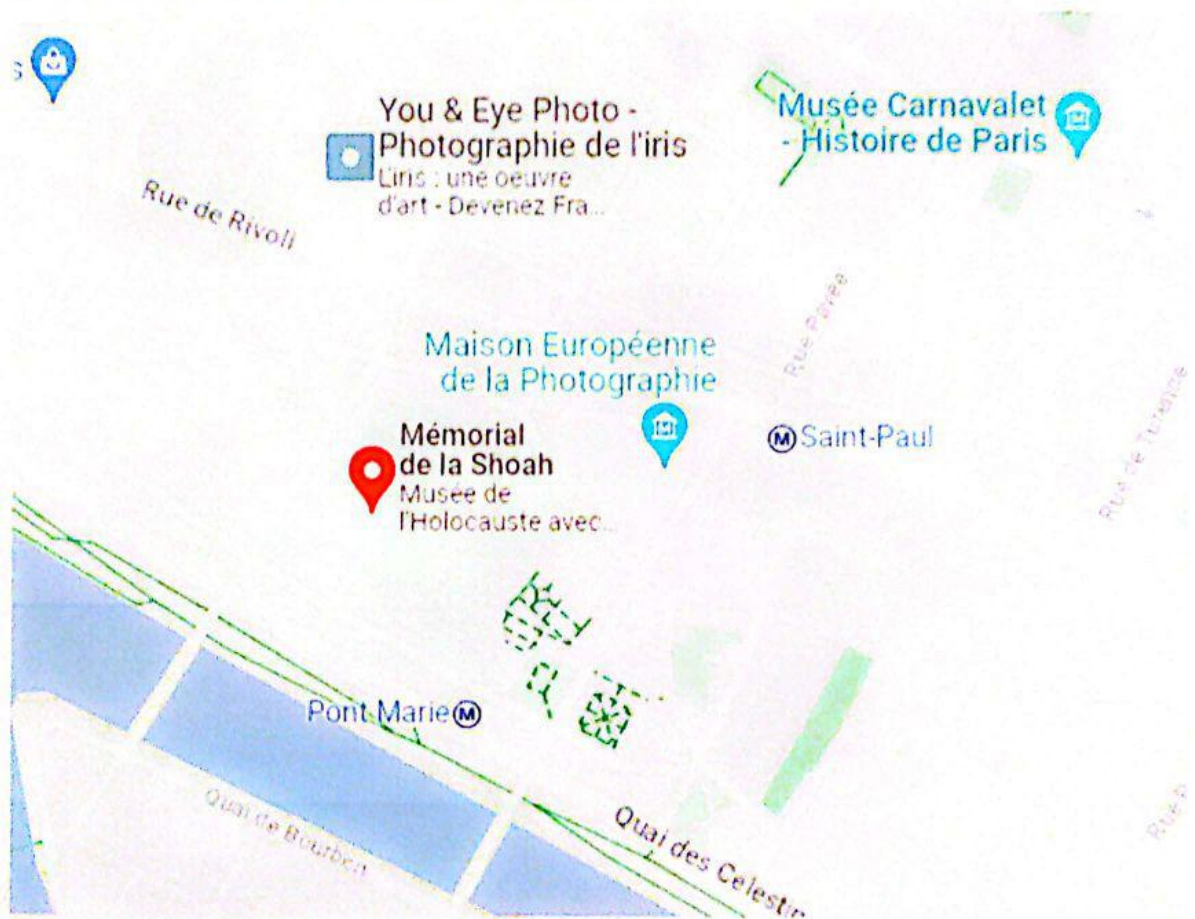 s
You & Eye Photo -
Photographie de l'iris
L'iris : une oeuvre
d'art - Devenez Fra...
Musée Carnavalet
- Histoire de Paris
Rue de Rivoli
Rue Pavée
Maison Européenne
de la Photographie
Mémorial
de la Shoah
Musée de
l'Holocauste avec...
M Saint-Paul
Rue de Turenne
Pont Marie M
Quai de Bourbon
Quai des Célestin
Rue